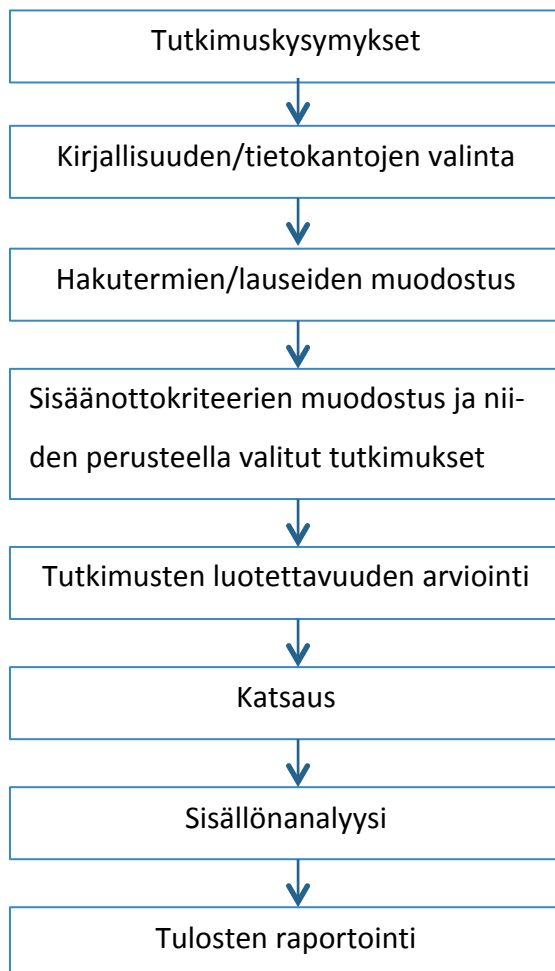 Tutkimuskysymykset
Kirjallisuuden/tietokantojen valinta
Hakutermien/lauseiden muodostus
Sisäänottokriteerien muodostus ja nii-
den perusteella valitut tutkimukset
Tutkimusten luotettavuuden arviointi
Katsaus
Sisällönanalyysi
Tulosten raportointi